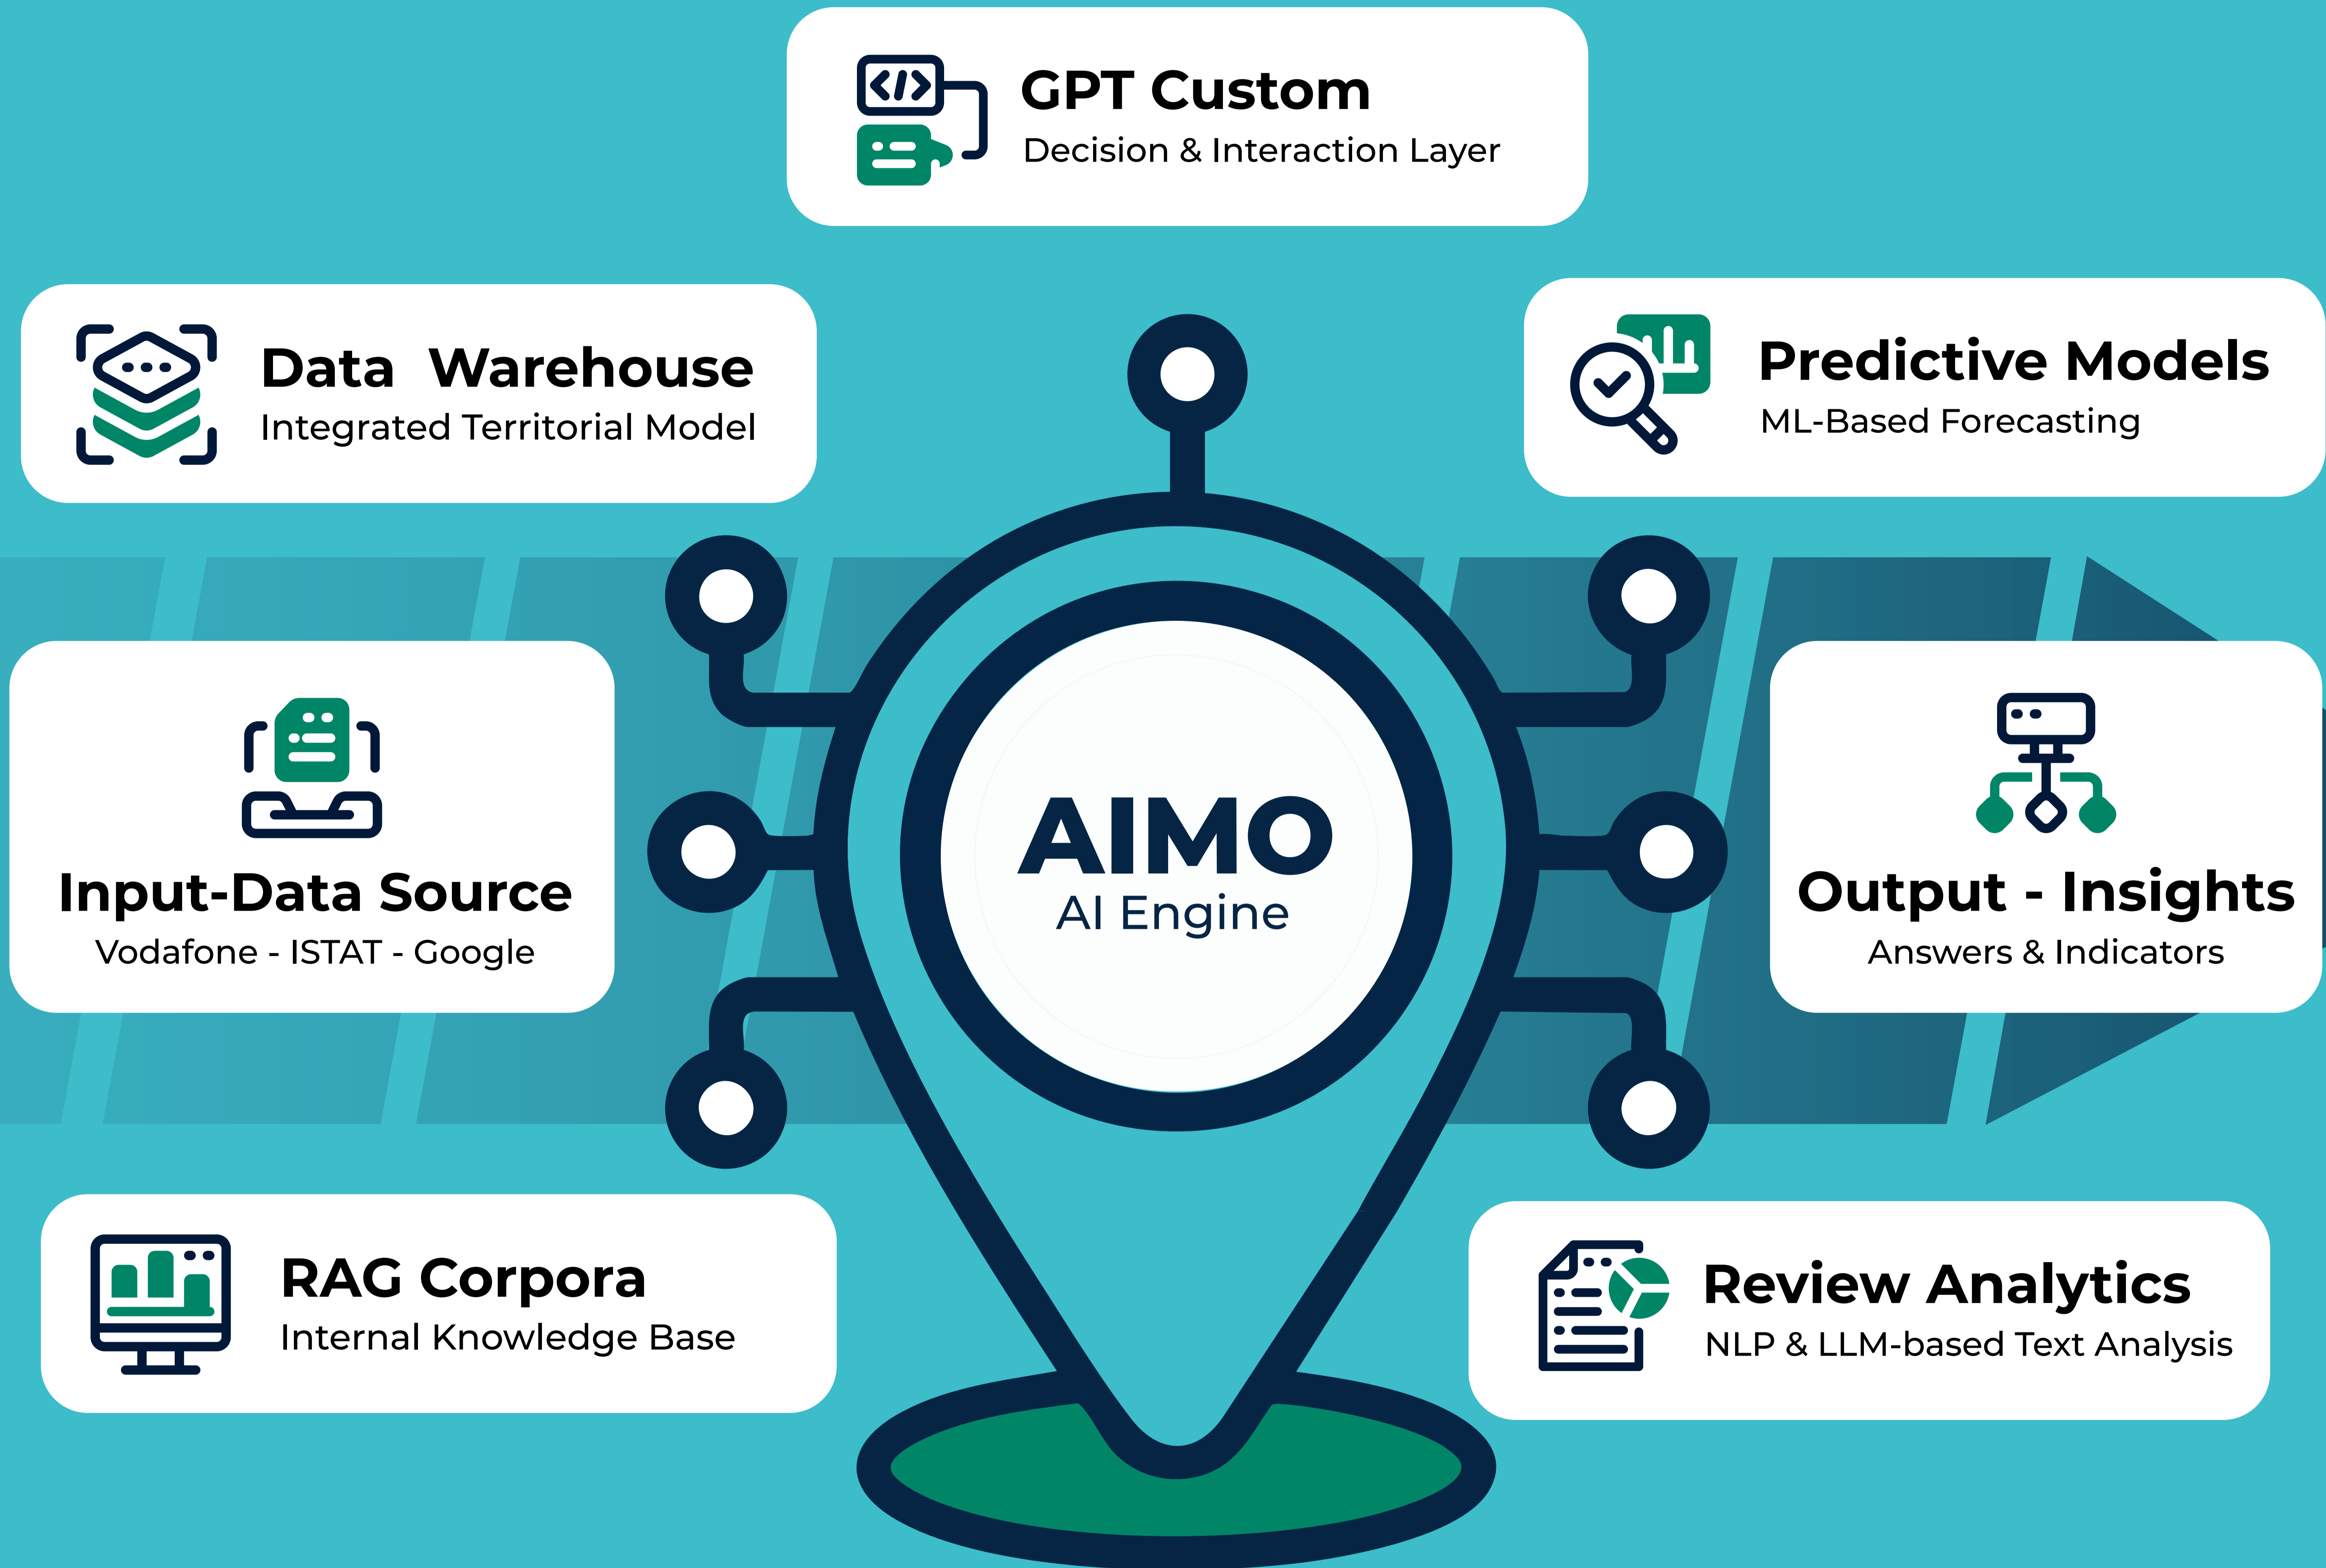 GPT Custom
Decision & Interaction Layer
Data Warehouse
Integrated Territorial Model
Predictive Models
ML-Based Forecasting
Input-Data Source
Vodafone - ISTAT - Google
AIMO
AI Engine
Output - Insights
Answers & Indicators
RAG Corpora
Internal Knowledge Base
Review Analytics
NLP & LLM-based Text Analysis